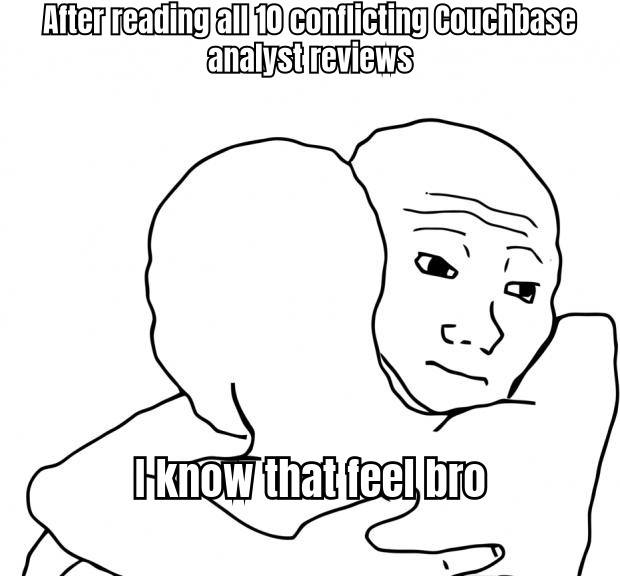 After reading all 10 conflicting Couchbase
analyst reviews
I know that feel bro